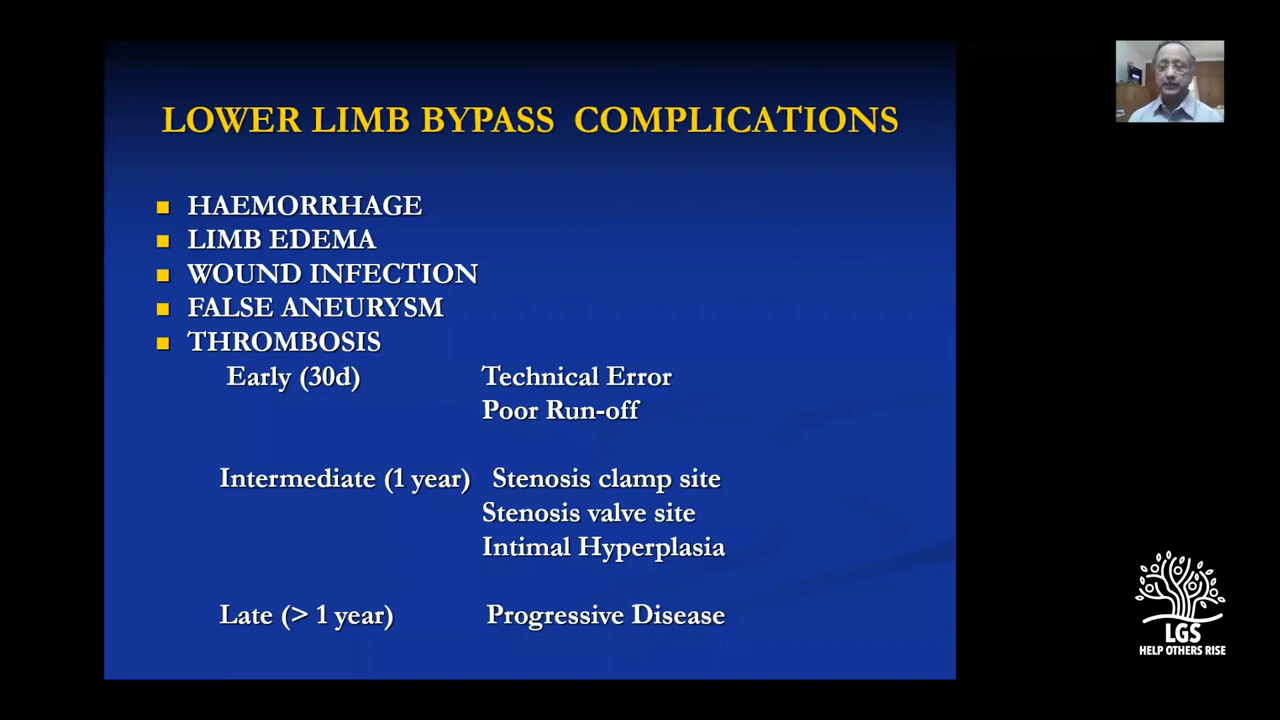 LOWER LIMB BYPASS COMPLICATIONS
HAEMORRHAGE
LIMB EDEMA
WOUND INFECTION
FALSE ANEURYSM
THROMBOSIS
Early (30d) Technical Error
Poor Run-off
Intermediate (1 year) Stenosis clamp site
Stenosis valve site
Intimal Hyperplasia
Late (> 1 year) Progressive Disease
LGS
HELP OTHERS RISE